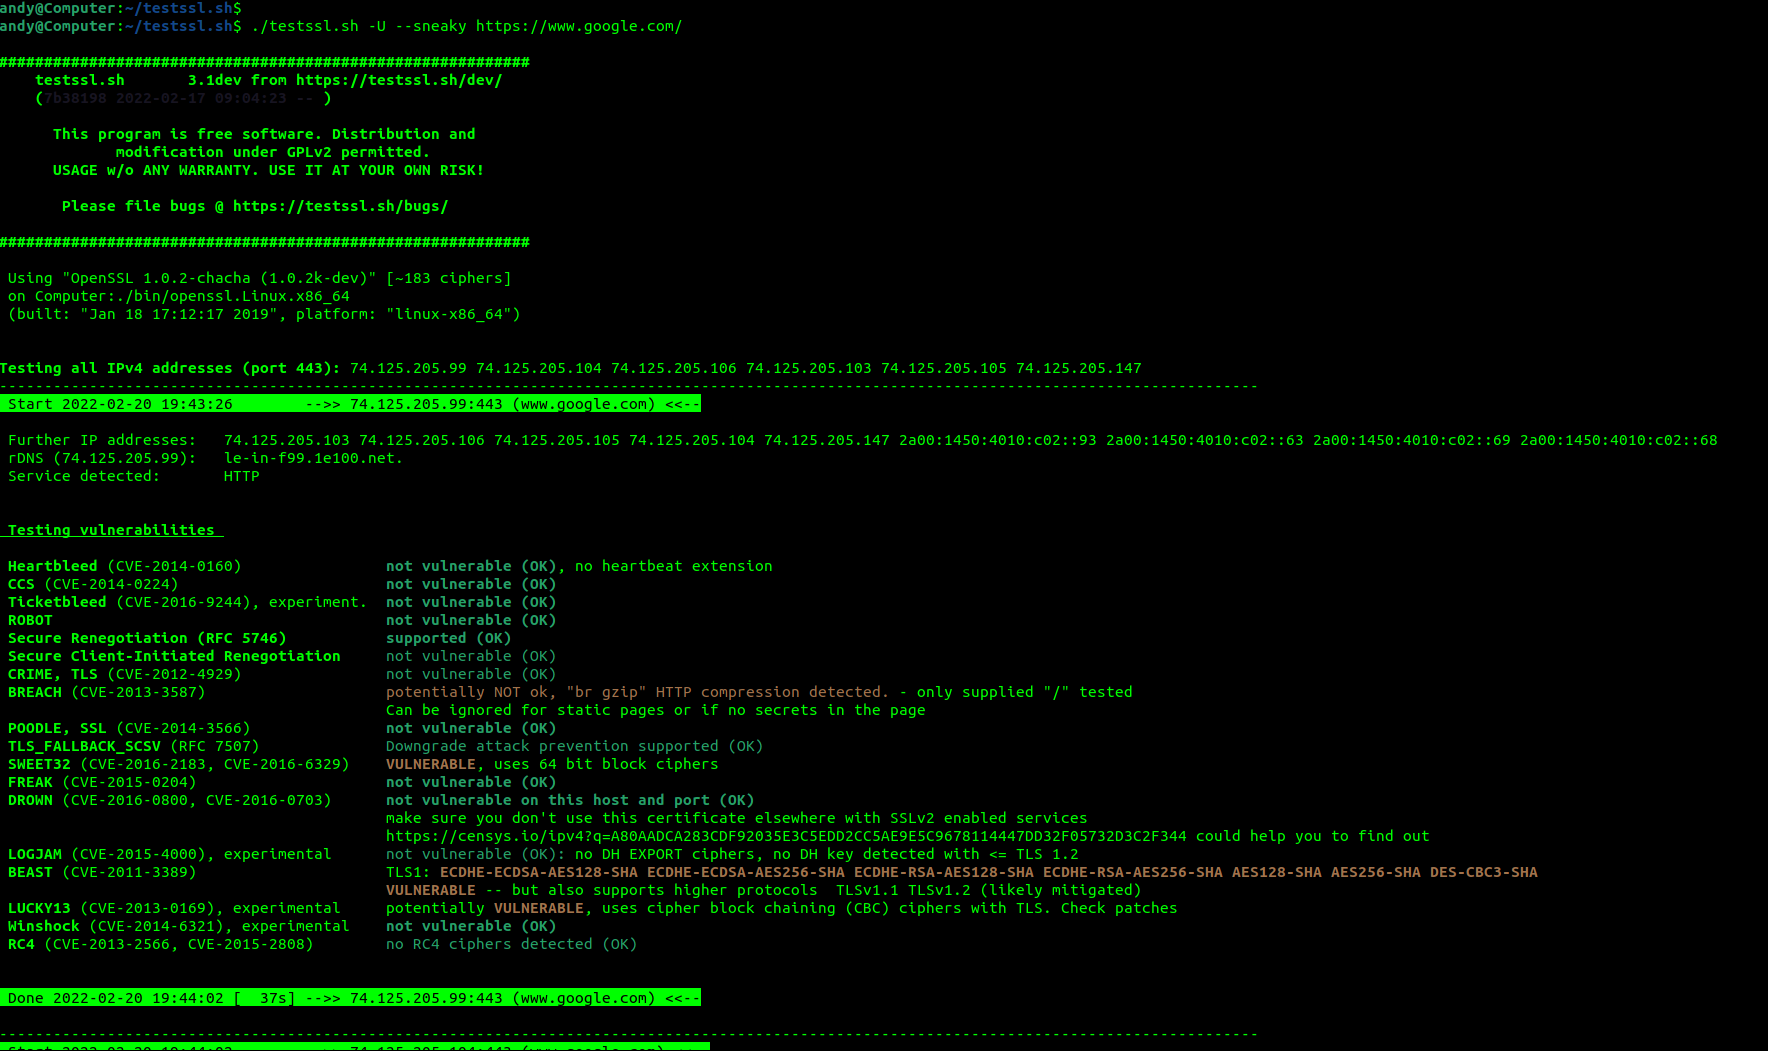 andy@Computer:~/testssl.sh$
andy@Computer:~/testssl.sh$ ./testssl.sh -U --sneaky https://www.google.com/
###########################################################
testssl.sh 3.1dev from https://testssl.sh/dev/
(7b38198 2022-02-17 09:04:23 -- )
This program is free software. Distribution and
modification under GPLv2 permitted.
USAGE w/o ANY WARRANTY. USE IT AT YOUR OWN RISK!
Please file bugs @ https://testssl.sh/bugs/
###########################################################
Using "OpenSSL 1.0.2-chacha (1.0.2k-dev)" [~183 ciphers]
on Computer:./bin/openssl.Linux.x86_64
(built: "Jan 18 17:12:17 2019", platform: "linux-x86_64")
Testing all IPv4 addresses (port 443): 74.125.205.99 74.125.205.104 74.125.205.106 74.125.205.103 74.125.205.105 74.125.205.147
--------------------------------------------------------------------------------------------------------------------------------------------
Start 2022-02-20 19:43:26 -->> 74.125.205.99:443 (www.google.com) <<--
Further IP addresses: 74.125.205.103 74.125.205.106 74.125.205.105 74.125.205.104 74.125.205.147 2a00:1450:4010:c02::93 2a00:1450:4010:c02::63 2a00:1450:4010:c02::69 2a00:1450:4010:c02::68
rDNS (74.125.205.99): le-in-f99.1e100.net.
Service detected: HTTP
Testing vulnerabilities
Heartbleed (CVE-2014-0160) not vulnerable (OK), no heartbeat extension
CCS (CVE-2014-0224) not vulnerable (OK)
Ticketbleed (CVE-2016-9244), experiment. not vulnerable (OK)
ROBOT not vulnerable (OK)
Secure Renegotiation (RFC 5746) supported (OK)
Secure Client-Initiated Renegotiation not vulnerable (OK)
CRIME, TLS (CVE-2012-4929) not vulnerable (OK)
BREACH (CVE-2013-3587) potentially NOT ok, "br gzip" HTTP compression detected. - only supplied "/" tested
Can be ignored for static pages or if no secrets in the page
POODLE, SSL (CVE-2014-3566) not vulnerable (OK)
TLS_FALLBACK_SCSV (RFC 7507) Downgrade attack prevention supported (OK)
SWEET32 (CVE-2016-2183, CVE-2016-6329) VULNERABLE, uses 64 bit block ciphers
FREAK (CVE-2015-0204) not vulnerable (OK)
DROWN (CVE-2016-0800, CVE-2016-0703) not vulnerable on this host and port (OK)
make sure you don't use this certificate elsewhere with SSLv2 enabled services
https://censys.io/ipv4?q=A80AADCA283CDF92035E3C5EDD2CC5AE9E5C9678114447DD32F05732D3C2F344 could help you to find out
LOGJAM (CVE-2015-4000), experimental not vulnerable (OK): no DH EXPORT ciphers, no DH key detected with <= TLS 1.2
BEAST (CVE-2011-3389) TLS1: ECDHE-ECDSA-AES128-SHA ECDHE-ECDSA-AES256-SHA ECDHE-RSA-AES128-SHA ECDHE-RSA-AES256-SHA AES128-SHA AES256-SHA DES-CBC3-SHA
VULNERABLE -- but also supports higher protocols TLSv1.1 TLSv1.2 (likely mitigated)
LUCKY13 (CVE-2013-0169), experimental potentially VULNERABLE, uses cipher block chaining (CBC) ciphers with TLS. Check patches
Winshock (CVE-2014-6321), experimental not vulnerable (OK)
RC4 (CVE-2013-2566, CVE-2015-2808) no RC4 ciphers detected (OK)
Done 2022-02-20 19:44:02 [ 37s] -->> 74.125.205.99:443 (www.google.com) <<--
--------------------------------------------------------------------------------------------------------------------------------------------
Start 2022-02-20 19:44:02 -->> 74.125.205.104:443 (www.google.com) <<--